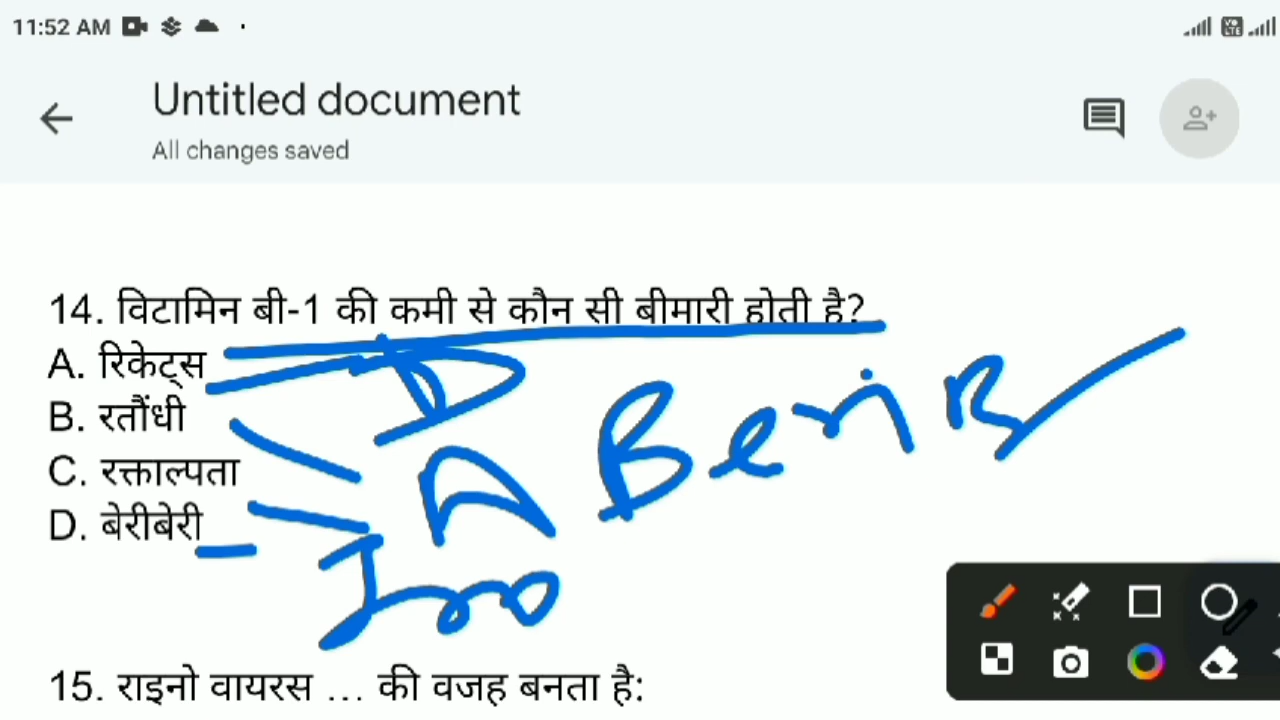 11:52 AM
Untitled document
All changes saved
14. विटामिन बी-1 की कमी से कौन सी बीमारी होती है?
A. रिकेट्स
D
B. रतौंधी
A
C. रक्ताल्पता
D. बेरीबेरी
15. राइनो वायरस ... की वजह बनता है: